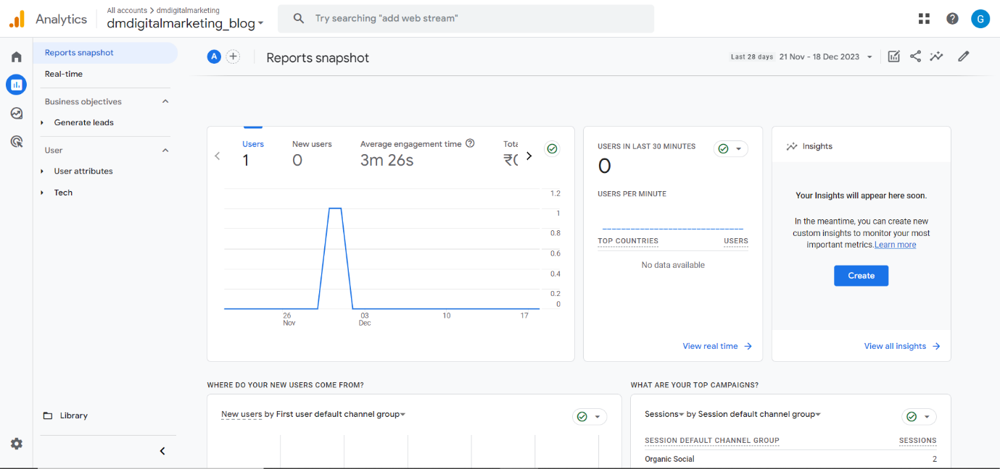 Analytics
All accounts > dmdigitalmarketing
dmdigitalmarketing_blog
Try searching "add web stream"
G
Reports snapshot
Real-time
Business objectives
Generate leads
User
User attributes
Tech
Library
A
Reports snapshot
Last 28 days 21 Nov - 18 Dec 2023
Users
1
New users
0
Average engagement time
3m 26s
1.2
1
0.8
0.6
0.4
0.2
0
26
Nov
03
Dec
10
17
USERS IN LAST 30 MINUTES
0
USERS PER MINUTE
TOP COUNTRIES USERS
No data available
View real time
Insights
Your Insights will appear here soon.
In the meantime, you can create new
custom insights to monitor your most
important metrics.Learn more
Create
View all insights
WHERE DO YOUR NEW USERS COME FROM?
New users by First user default channel group
WHAT ARE YOUR TOP CAMPAIGNS?
Sessions by Session default channel group
SESSION DEFAULT CHANNEL GROUP SESSIONS
Organic Social 2